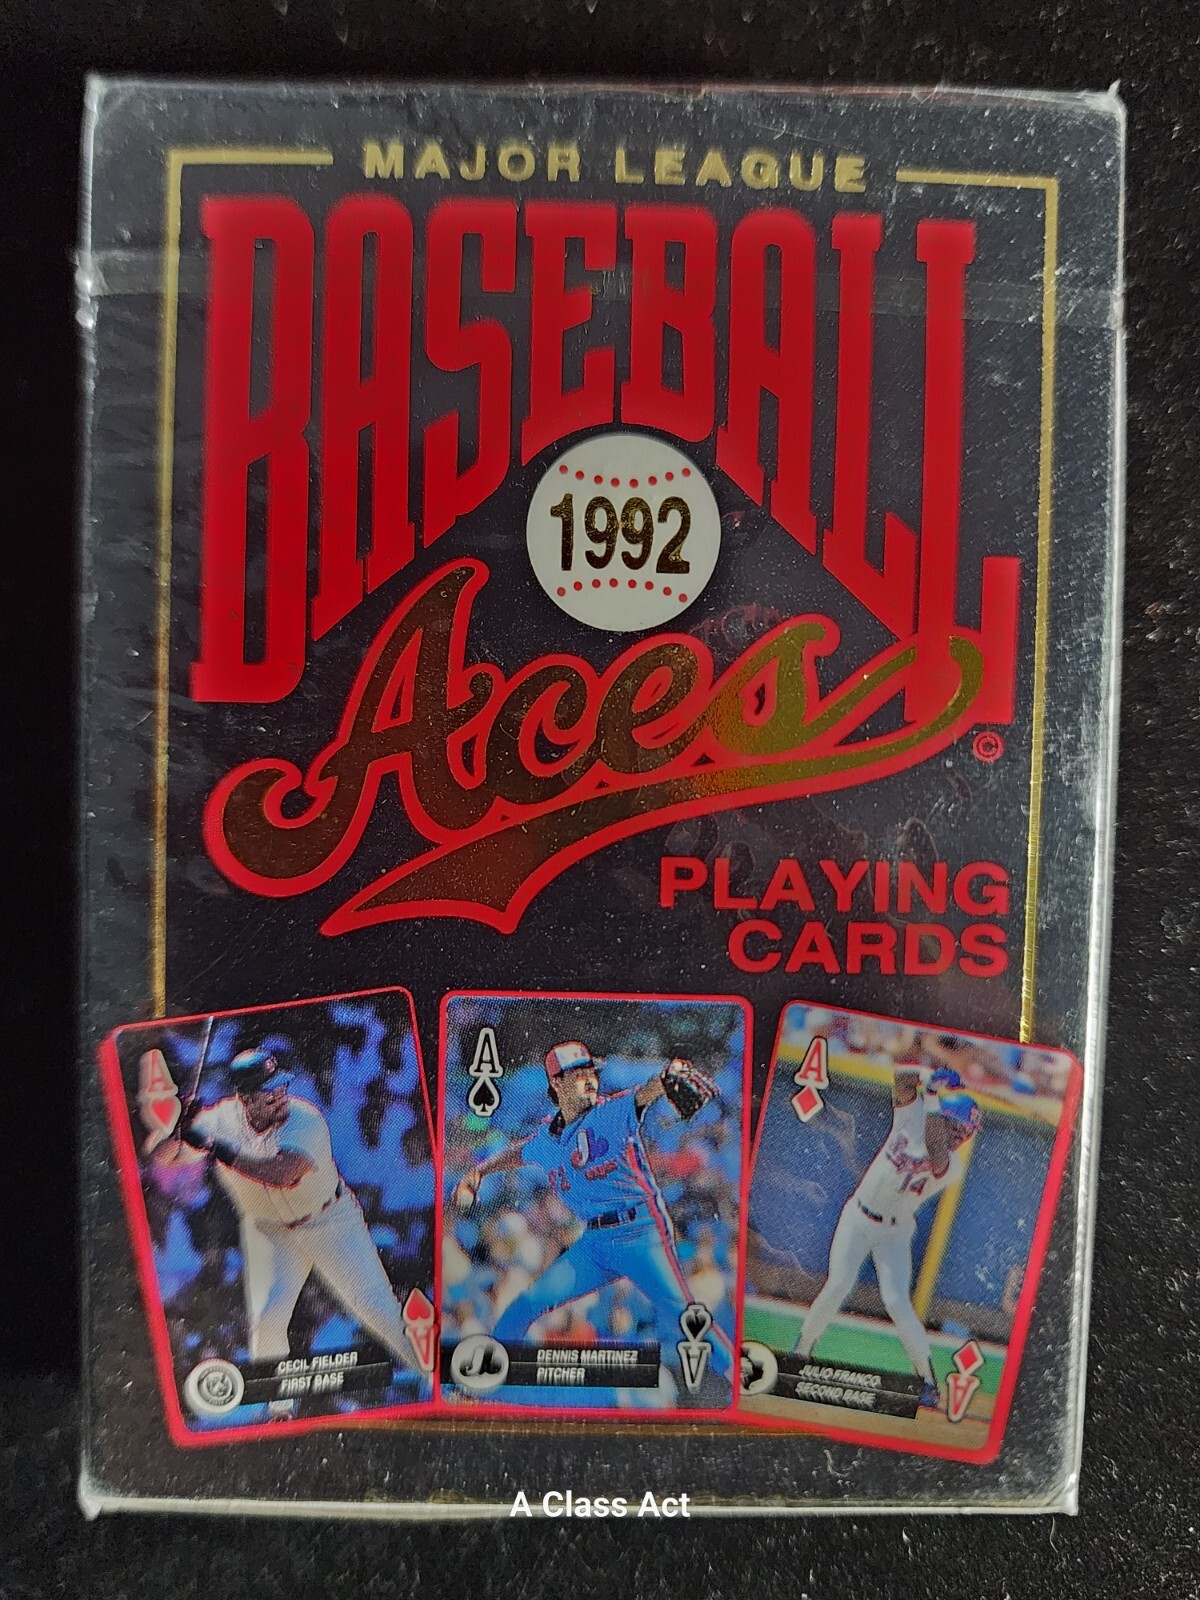 MAJOR LEAGUE
BASEBALL
1992
Aces
©
PLAYING
CARDS
A
A
CECIL FIELDER
FIRST BASE
A
A
DENNIS MARTINEZ
PITCHER
A
14
A
JULIO FRANCO
SECOND BASE
A Class Act